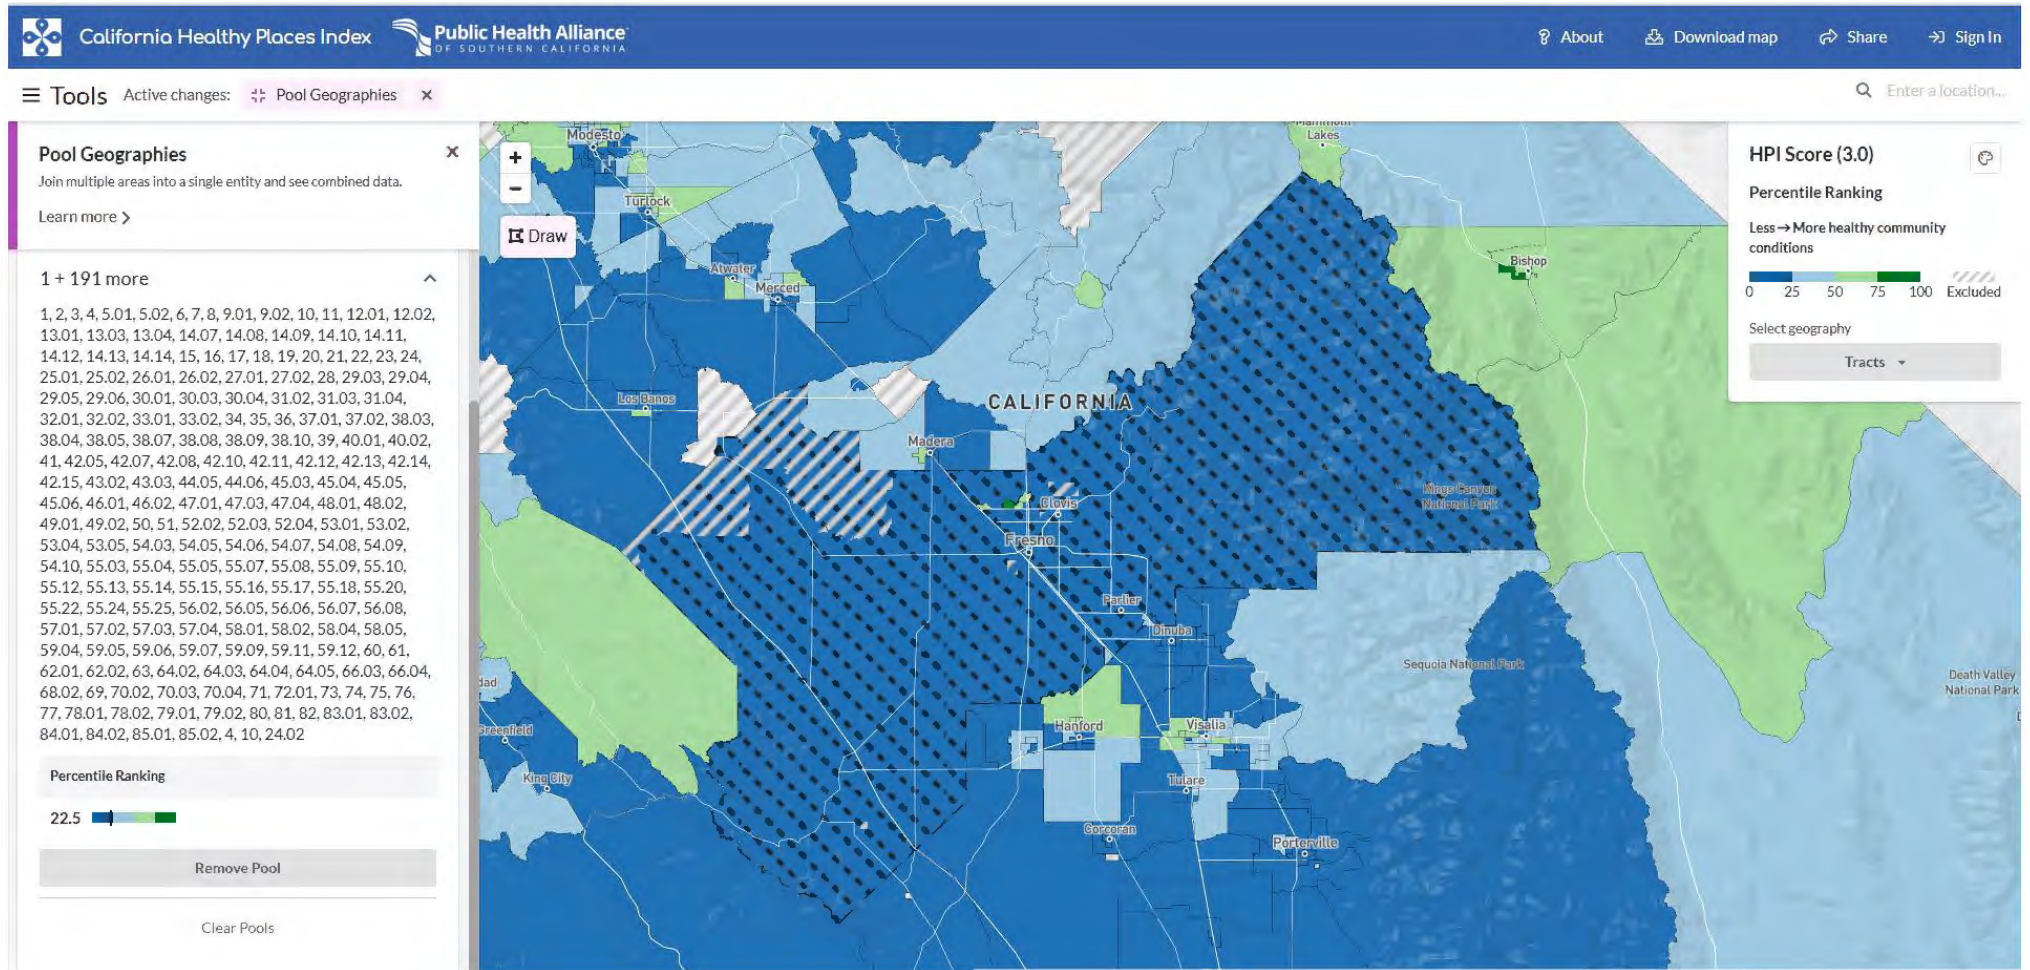 California Healthy Places Index
Public Health Alliance
OF SOUTHERN CALIFORNIA
About
Download map
Share
Sign In
Tools
Active changes:
Pool Geographies
Enter a location...
Pool Geographies
Join multiple areas into a single entity and see combined data.
Learn more
1 + 191 more
1, 2, 3, 4, 5.01, 5.02, 6, 7, 8, 9.01, 9.02, 10, 11, 12.01, 12.02,
13.01, 13.03, 13.04, 14.07, 14.08, 14.09, 14.10, 14.11,
14.12, 14.13, 14.14, 15, 16, 17, 18, 19, 20, 21, 22, 23, 24,
25.01, 25.02, 26.01, 26.02, 27.01, 27.02, 28, 29.03, 29.04,
29.05, 29.06, 30.01, 30.03, 30.04, 31.02, 31.03, 31.04,
32.01, 32.02, 33.01, 33.02, 34, 35, 36, 37.01, 37.02, 38.03,
38.04, 38.05, 38.07, 38.08, 38.09, 38.10, 39, 40.01, 40.02,
41, 42.05, 42.07, 42.08, 42.10, 42.11, 42.12, 42.13, 42.14,
42.15, 43.02, 43.03, 44.05, 44.06, 45.03, 45.04, 45.05,
45.06, 46.01, 46.02, 47.01, 47.03, 47.04, 48.01, 48.02,
49.01, 49.02, 50, 51, 52.02, 52.03, 52.04, 53.01, 53.02,
53.04, 53.05, 54.03, 54.05, 54.06, 54.07, 54.08, 54.09,
54.10, 55.03, 55.04, 55.05, 55.07, 55.08, 55.09, 55.10,
55.12, 55.13, 55.14, 55.15, 55.16, 55.17, 55.18, 55.20,
55.22, 55.24, 55.25, 56.02, 56.05, 56.06, 56.07, 56.08,
57.01, 57.02, 57.03, 57.04, 58.01, 58.02, 58.04, 58.05,
59.04, 59.05, 59.06, 59.07, 59.09, 59.11, 59.12, 60, 61,
62.01, 62.02, 63, 64.02, 64.03, 64.04, 64.05, 66.03, 66.04,
68.02, 69, 70.02, 70.03, 70.04, 71, 72.01, 73, 74, 75, 76,
77, 78.01, 78.02, 79.01, 79.02, 80, 81, 82, 83.01, 83.02,
84.01, 84.02, 85.01, 85.02, 4, 10, 24.02
Percentile Ranking
22.5
Remove Pool
Clear Pools
+
−
Draw
Modesto
Turlock
Atwater
Merced
Los Banos
CALIFORNIA
Madera
Clovis
Fresno
Parlier
Dinuba
Kings Canyon
National Park
Sequoia National Park
Hanford
Visalia
Tulare
Corcoran
Porterville
dad
Greenfield
King City
Mammoth
Lakes
Bishop
Death Valley
National Park
HPI Score (3.0)
Percentile Ranking
Less → More healthy community
conditions
0 25 50 75 100 Excluded
Select geography
Tracts